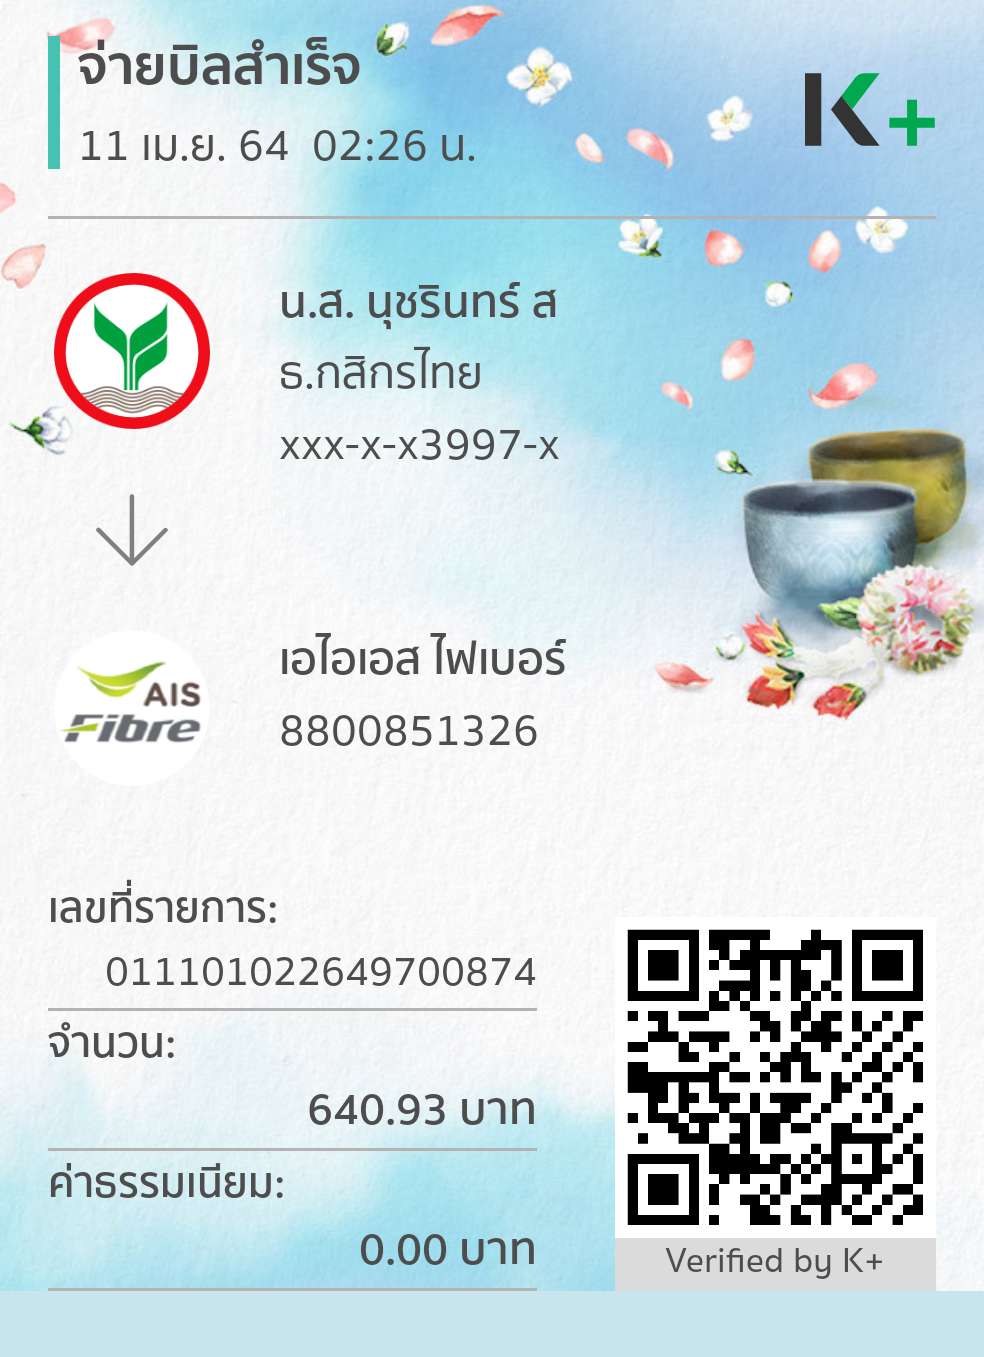 จ่ายบิลสำเร็จ
11 เม.ย. 64  02:26 น.
K+
น.ส. นุชรินทร์ ส
ธ.กสิกรไทย
xxx-x-x3997-x
AIS
Fibre
เอไอเอส ไฟเบอร์
8800851326
เลขที่รายการ:
011101022649700874
จำนวน:
640.93 บาท
ค่าธรรมเนียม:
0.00 บาท
Verified by K+